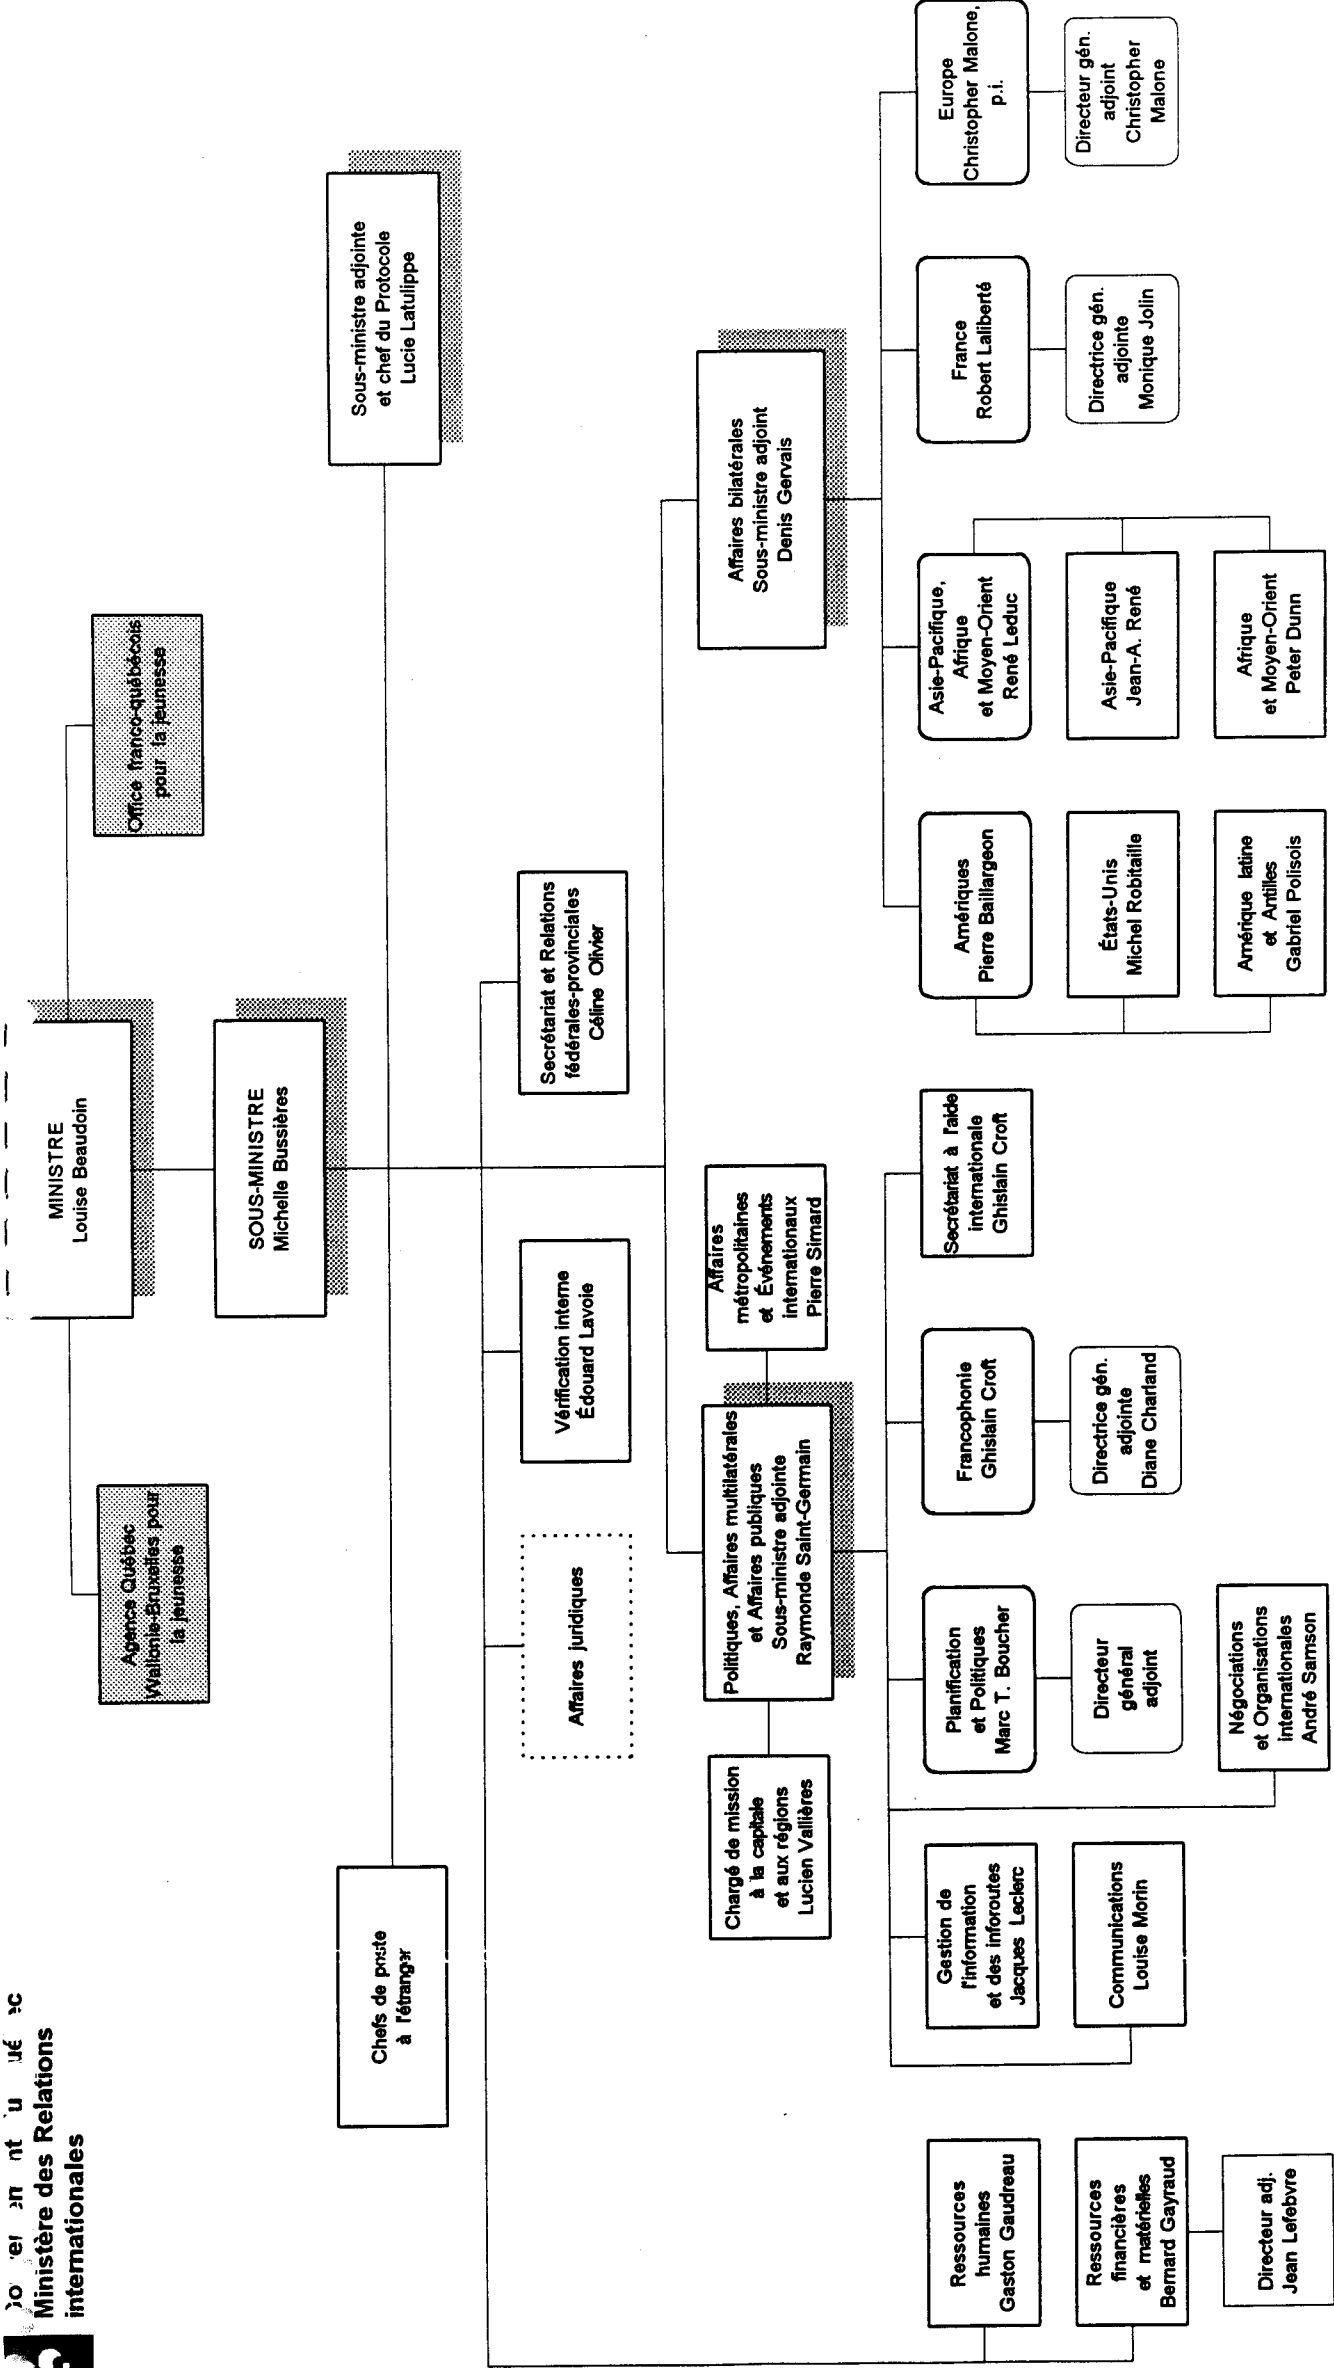 Ministère des Relations
internationales
MINISTRE
Louise Beaudoin
Agence Québec
Wallonie-Bruxelles pour
la jeunesse
Office franco-québécois
pour la jeunesse
SOUS-MINISTRE
Michelle Bussières
Chefs de poste
à l'étranger
Sous-ministre adjointe
et chef du Protocole
Lucie Latulippe
Affaires juridiques
Vérification interne
Édouard Lavoie
Secrétariat et Relations
fédérales-provinciales
Céline Olivier
Chargé de mission
à la capitale
et aux régions
Lucien Vallières
Politiques, Affaires multilatérales
et Affaires publiques
Sous-ministre adjointe
Raymonde Saint-Germain
Affaires
métropolitaines
et Événements
internationaux
Pierre Simard
Affaires bilatérales
Sous-ministre adjoint
Denis Gervais
Ressources
humaines
Gaston Gaudreau
Ressources
financières
et matérielles
Bernard Gayraud
Directeur adj.
Jean Lefebvre
Gestion de
l'information
et des inforoutes
Jacques Leclerc
Communications
Louise Morin
Planification
et Politiques
Marc T. Boucher
Directeur
général
adjoint
Négociations
et Organisations
internationales
André Samson
Francophonie
Ghislain Croft
Directrice gén.
adjointe
Diane Charland
Secrétariat à l'aide
internationale
Ghislain Croft
Amériques
Pierre Baillargeon
États-Unis
Michel Robitaille
Amérique latine
et Antilles
Gabriel Polisois
Asie-Pacifique,
Afrique
et Moyen-Orient
René Leduc
Asie-Pacifique
Jean-A. René
Afrique
et Moyen-Orient
Peter Dunn
France
Robert Laliberté
Directrice gén.
adjointe
Monique Jolin
Europe
Christopher Malone,
p.i.
Directeur gén.
adjoint
Christopher
Malone